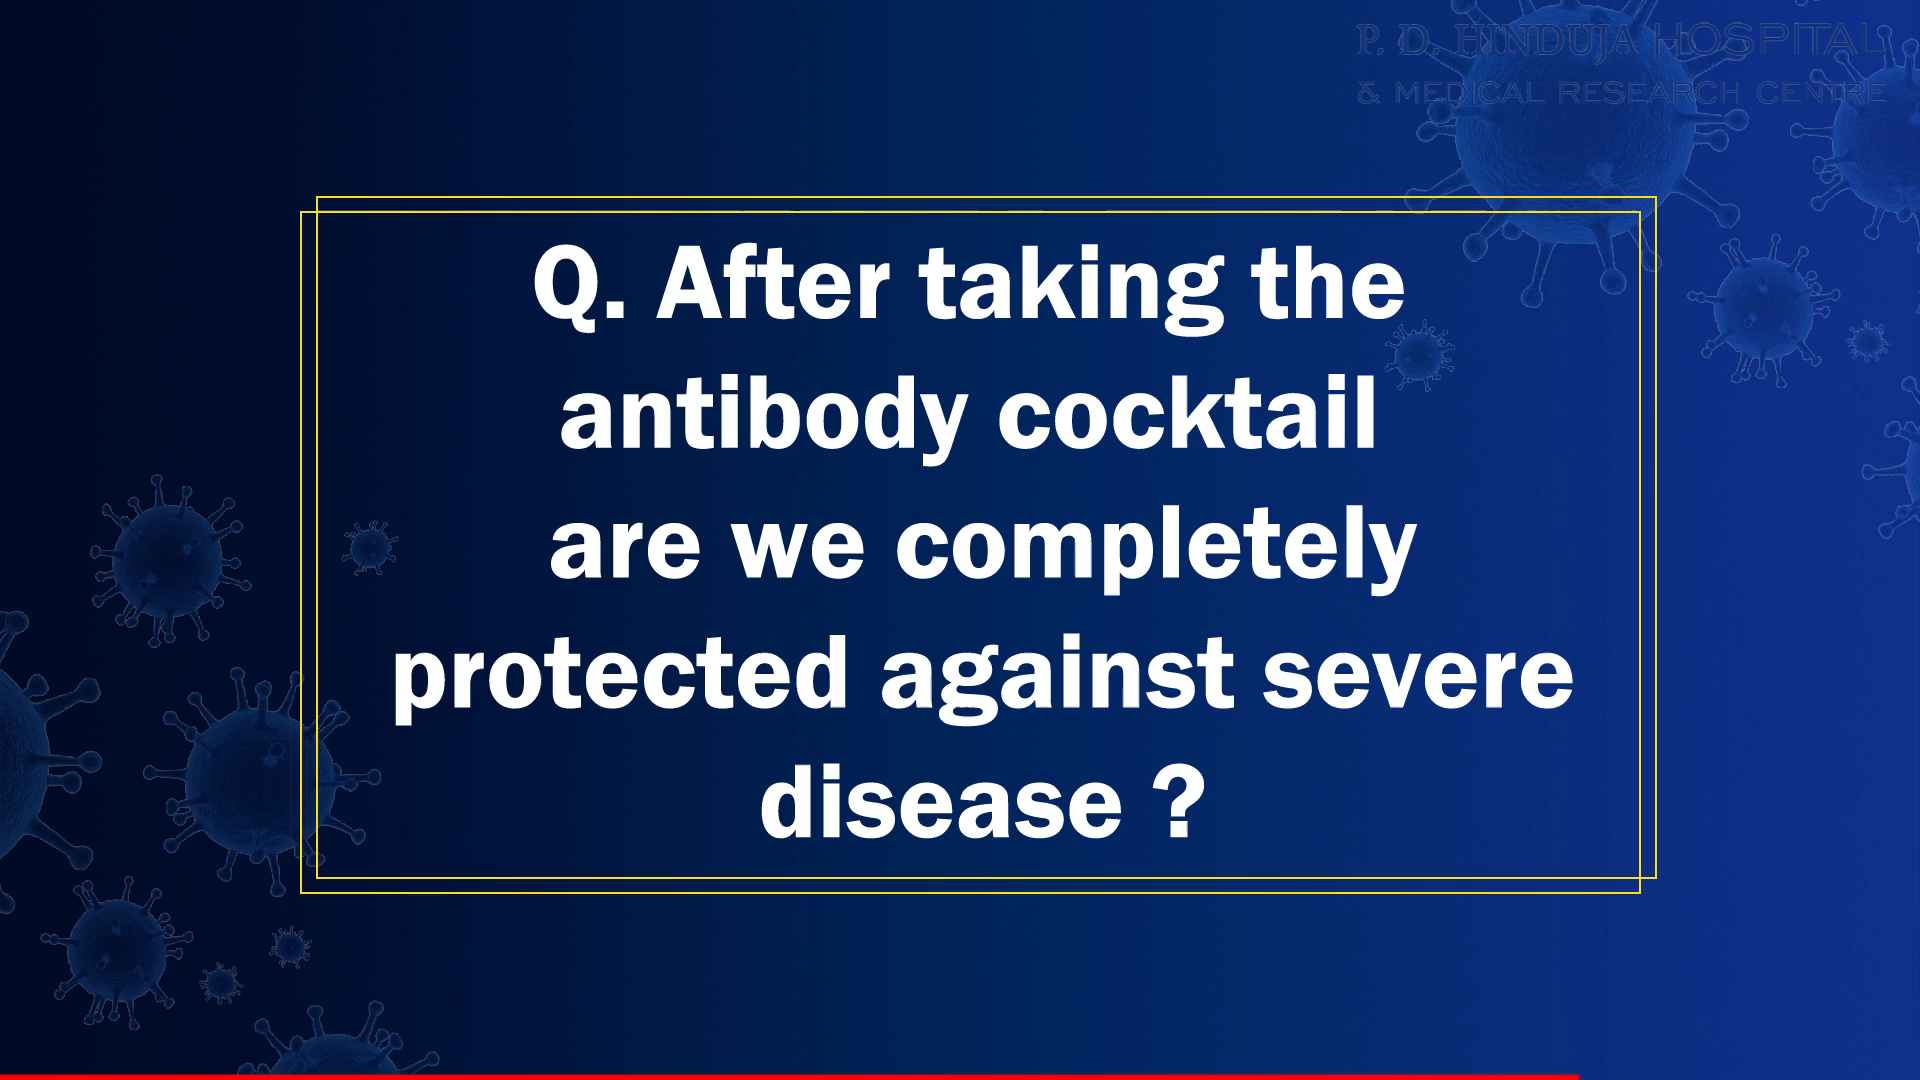 P. D. HINDUJA HOSPITAL
& MEDICAL RESEARCH CENTRE
Q. After taking the
antibody cocktail
are we completely
protected against severe
disease ?